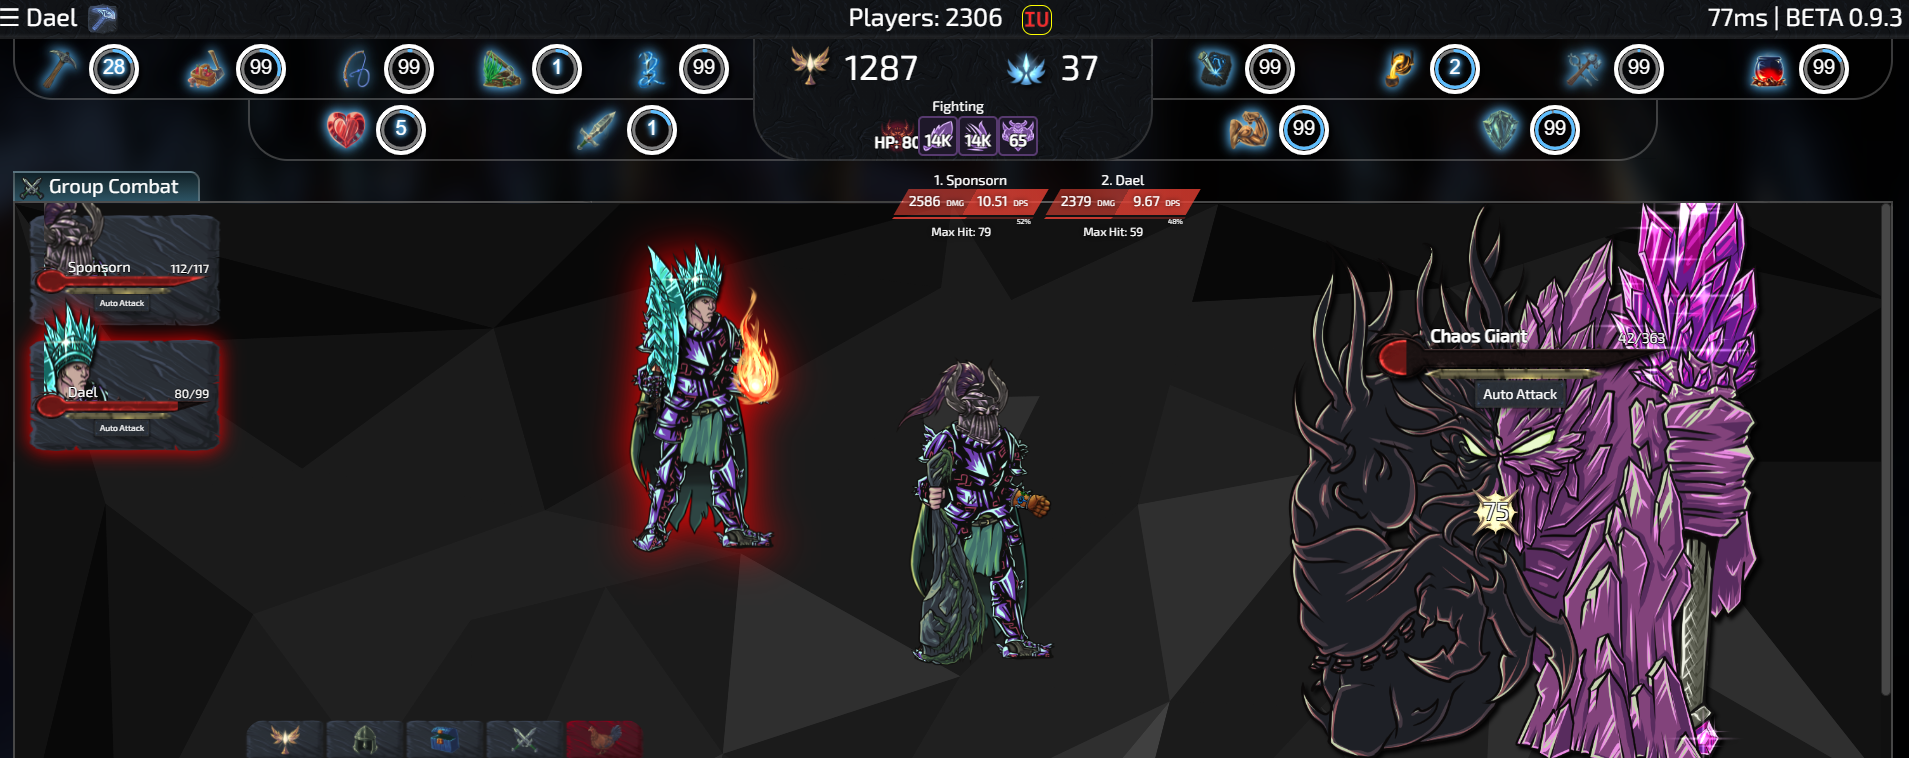 Dael
Players: 2306
IU
77ms | BETA 0.9.3
28
99
99
1
99
1287
37
99
2
99
99
5
1
Fighting
HP: 80
14K
14K
65
99
99
Group Combat
1. Sponsorn
2586 DMG 10.51 DPS
52%
Max Hit: 79
2. Dael
2379 DMG 9.67 DPS
48%
Max Hit: 59
Sponsorn 112/117
Auto Attack
Dael 80/99
Auto Attack
Chaos Giant 42/363
Auto Attack
75